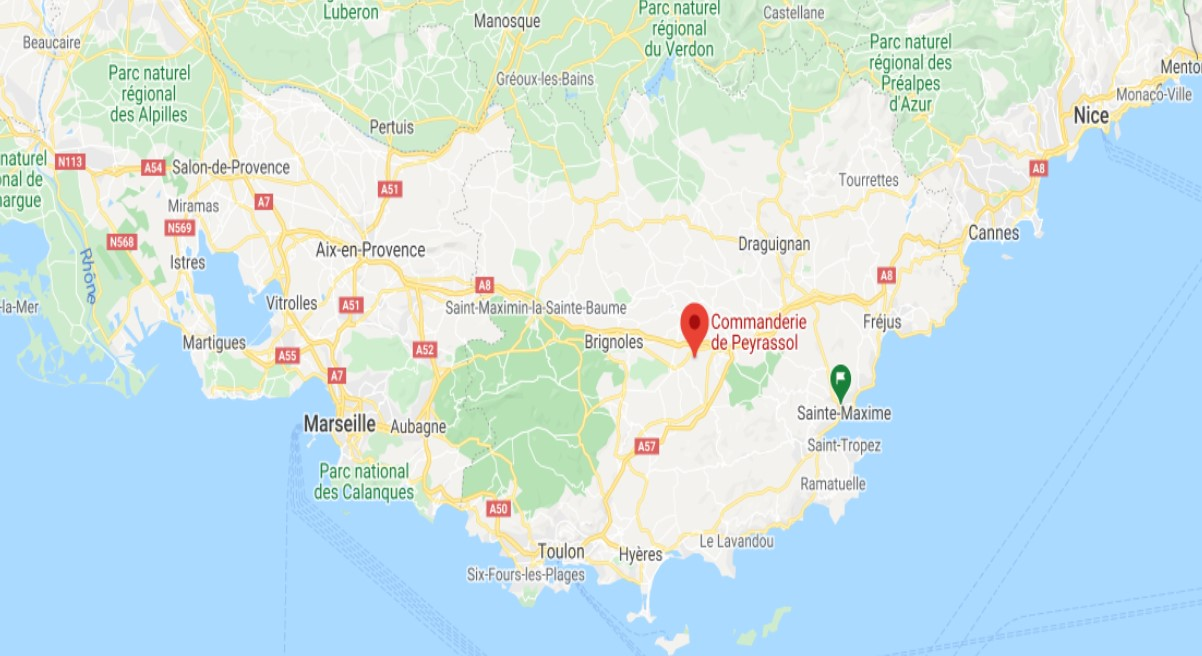 Luberon
Manosque
Parc naturel
régional
du Verdon
Castellane
Beaucaire
Parc naturel
régional des
Préalpes
d'Azur
Mento
Monaco-Ville
Parc naturel
régional
des Alpilles
Gréoux-les-Bains
Nice
Pertuis
naturel
nal de
argue
N113
A54
Salon-de-Provence
A8
A51
Tourrettes
A7
Miramas
N569
N568
Cannes
Aix-en-Provence
Draguignan
Rhône
Istres
A8
A8
-la-Mer
Vitrolles
A51
Saint-Maximin-la-Sainte-Baume
Commanderie
de Peyrassol
Fréjus
Martigues
Brignoles
A55
A52
A7
Sainte-Maxime
Marseille
Aubagne
A57
Saint-Tropez
Parc national
des Calanques
Ramatuelle
A50
Le Lavandou
Toulon
Hyères
Six-Fours-les-Plages